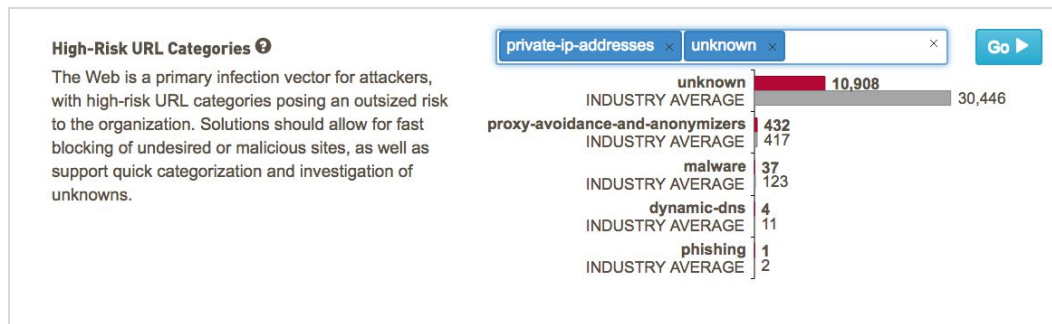 High-Risk URL Categories ?
The Web is a primary infection vector for attackers,
with high-risk URL categories posing an outsized risk
to the organization. Solutions should allow for fast
blocking of undesired or malicious sites, as well as
support quick categorization and investigation of
unknowns.
private-ip-addresses × unknown × ×
Go
unknown 10,908
INDUSTRY AVERAGE 30,446
proxy-avoidance-and-anonymizers 432
INDUSTRY AVERAGE 417
malware 37
INDUSTRY AVERAGE 123
dynamic-dns 4
INDUSTRY AVERAGE 11
phishing 1
INDUSTRY AVERAGE 2